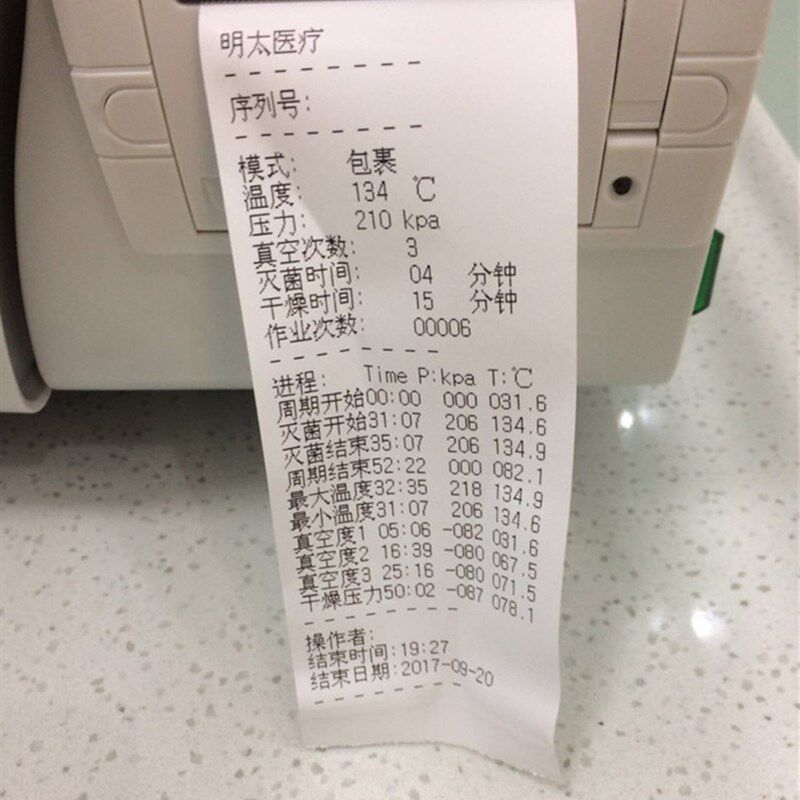 明太医疗
序列号:
模式: 包裹
温度: 134 ℃
压力: 210 kpa
真空次数: 3
灭菌时间: 04 分钟
干燥时间: 15 分钟
作业次数: 00006
进程: Time P:kpa T:℃
周期开始00:00 000 031.6
灭菌开始31:07 206 134.6
灭菌结束35:07 206 134.9
周期结束52:22 000 082.1
最大温度32:35 218 134.9
最小温度31:07 206 134.6
真空度1 05:06 -082 031.6
真空度2 16:39 -080 067.5
真空度3 25:16 -080 071.5
干燥压力50:02 -087 078.1
操作者:
结束时间:19:27
结束日期:2017-09-20